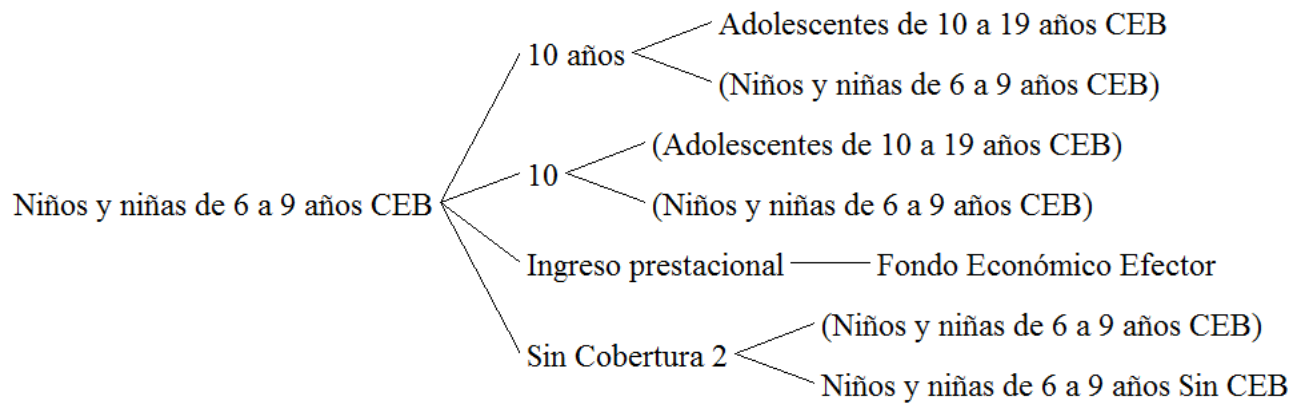 Adolescentes de 10 a 19 años CEB
10 años
(Niños y niñas de 6 a 9 años CEB)
(Adolescentes de 10 a 19 años CEB)
10
(Niños y niñas de 6 a 9 años CEB)
Niños y niñas de 6 a 9 años CEB
Ingreso prestacional
Fondo Económico Efector
(Niños y niñas de 6 a 9 años CEB)
Sin Cobertura 2
Niños y niñas de 6 a 9 años Sin CEB